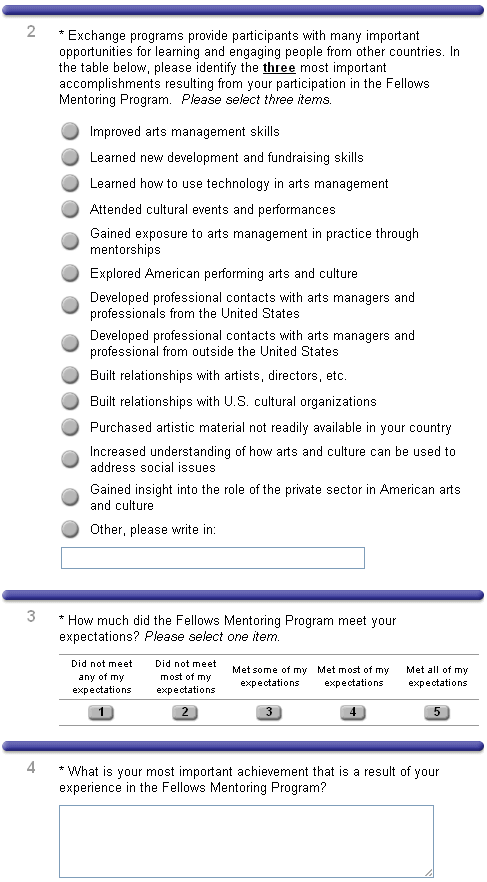 2
* Exchange programs provide participants with many important
opportunities for learning and engaging people from other countries. In
the table below, please identify the three most important
accomplishments resulting from your participation in the Fellows
Mentoring Program. Please select three items.
Improved arts management skills
Learned new development and fundraising skills
Learned how to use technology in arts management
Attended cultural events and performances
Gained exposure to arts management in practice through
mentorships
Explored American performing arts and culture
Developed professional contacts with arts managers and
professionals from the United States
Developed professional contacts with arts managers and
professional from outside the United States
Built relationships with artists, directors, etc.
Built relationships with U.S. cultural organizations
Purchased artistic material not readily available in your country
Increased understanding of how arts and culture can be used to
address social issues
Gained insight into the role of the private sector in American arts
and culture
Other, please write in:
3
* How much did the Fellows Mentoring Program meet your
expectations? Please select one item.
Did not meet
any of my
expectations
Did not meet
most of my
expectations
Met some of my
expectations
Met most of my
expectations
Met all of my
expectations
1 2 3 4 5
4
* What is your most important achievement that is a result of your
experience in the Fellows Mentoring Program?